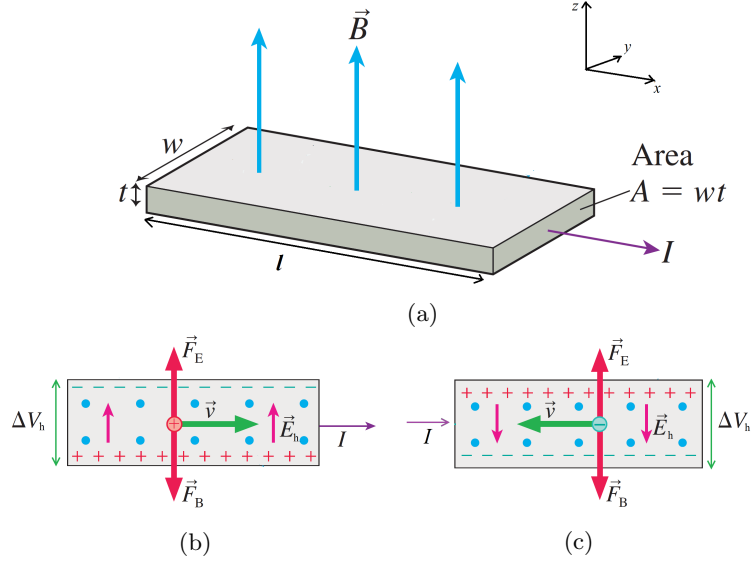 z
y
x
B
w
t
l
Area
A = wt
I
(a)
F_E
ΔV_h
v
E_h
I
F_B
(b)
F_E
I
v
E_h
ΔV_h
F_B
(c)